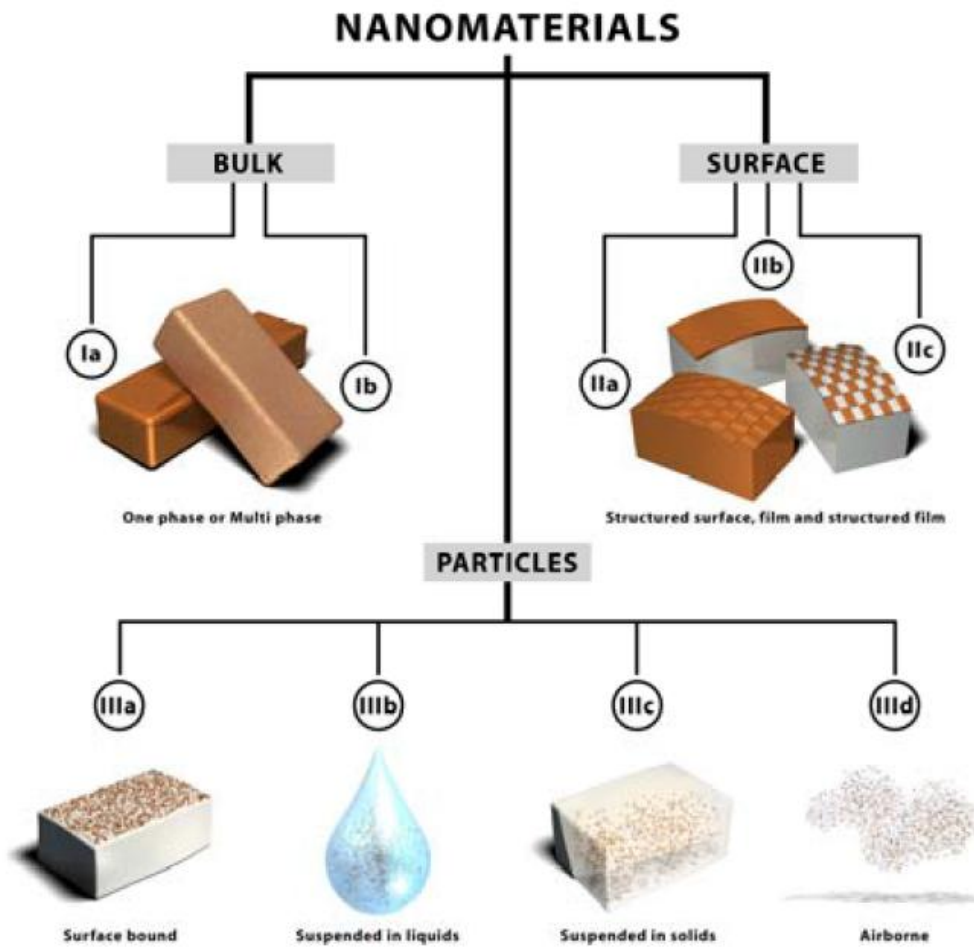 NANOMATERIALS
BULK
SURFACE
Ia
Ib
IIa
IIb
IIc
One phase or Multi phase
Structured surface, film and structured film
PARTICLES
IIIa
IIIb
IIIc
IIId
Surface bound
Suspended in liquids
Suspended in solids
Airborne